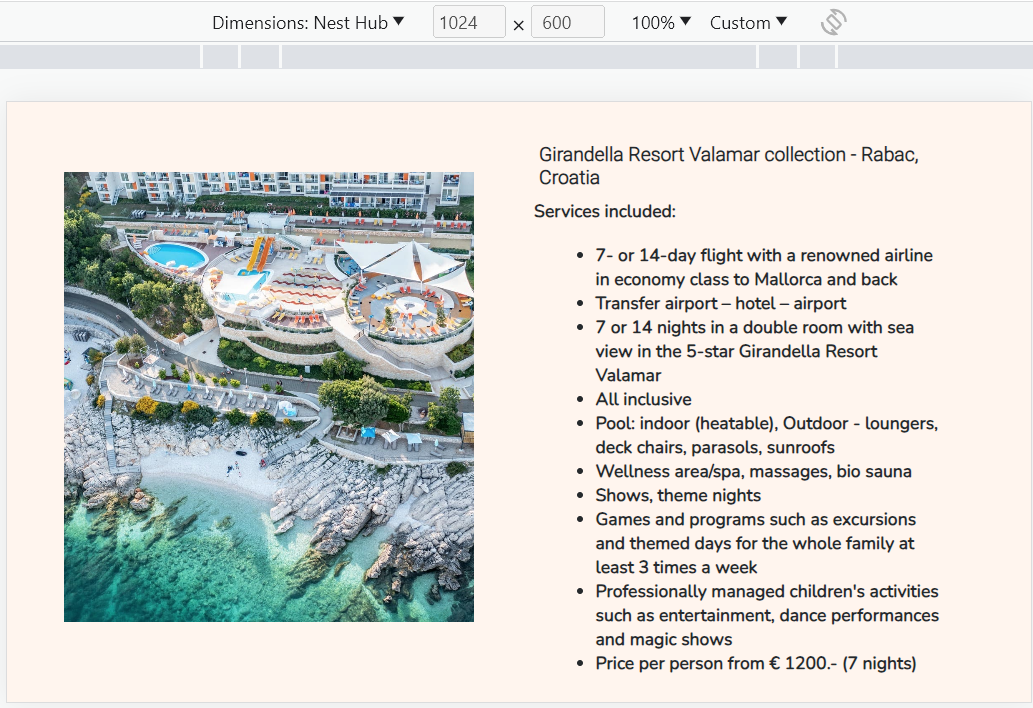 Dimensions: Nest Hub ▼ 1024 × 600 100% ▼ Custom ▼
Girandella Resort Valamar collection - Rabac,
Croatia
Services included:
• 7- or 14-day flight with a renowned airline
in economy class to Mallorca and back
• Transfer airport – hotel – airport
• 7 or 14 nights in a double room with sea
view in the 5-star Girandella Resort
Valamar
• All inclusive
• Pool: indoor (heatable), Outdoor - loungers,
deck chairs, parasols, sunroofs
• Wellness area/spa, massages, bio sauna
• Shows, theme nights
• Games and programs such as excursions
and themed days for the whole family at
least 3 times a week
• Professionally managed children's activities
such as entertainment, dance performances
and magic shows
• Price per person from € 1200.- (7 nights)